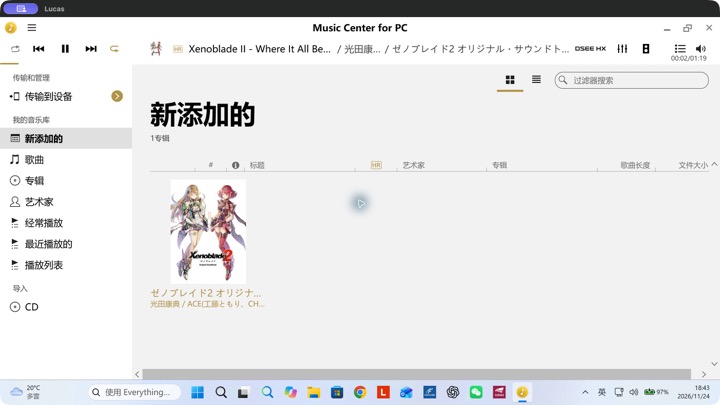 Lucas
Music Center for PC
HR Xenoblade II - Where It All Be... / 光田康... / ゼノブレイド2 オリジナル・サウンドト... DSEE HX
00:02/01:19
传输和管理
传输到设备
我的音乐库
新添加的
歌曲
专辑
艺术家
经常播放
最近播放的
播放列表
导入
CD
过滤器搜索
新添加的
1专辑
# 标题 HR 艺术家 专辑 歌曲长度 文件大小
Xenoblade2
ゼノブレイド2 オリジナ...
光田康典 / ACE(工藤ともり、CH...
20°C
多云
使用 Everything...
英
97%
18:43
2026/11/24